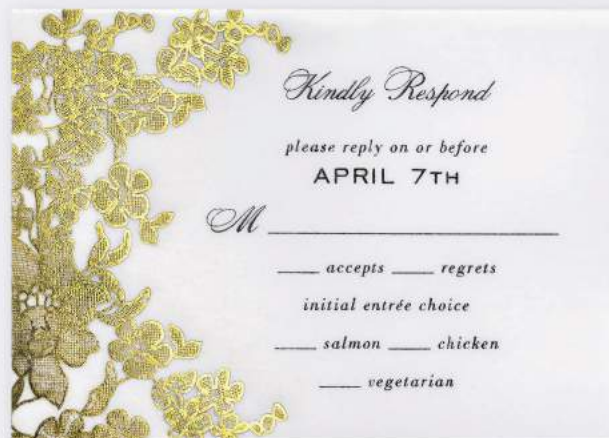 Kindly Respond
please reply on or before
APRIL 7TH
M____________________
____ accepts ____ regrets
initial entrée choice
____ salmon ____ chicken
____ vegetarian